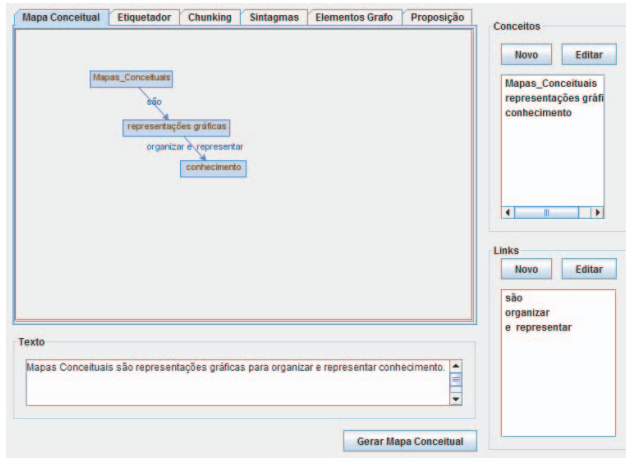 Mapa Conceitual Etiquetador Chunking Sintagmas Elementos Grafo Proposição
Mapas_Conceituais
são
representações gráficas
organizar e representar
conhecimento
Texto
Mapas Conceituais são representações gráficas para organizar e representar conhecimento.
Gerar Mapa Conceitual
Conceitos
Novo Editar
Mapas_Conceituais
representações gráfi
conhecimento
Links
Novo Editar
são
organizar
e representar